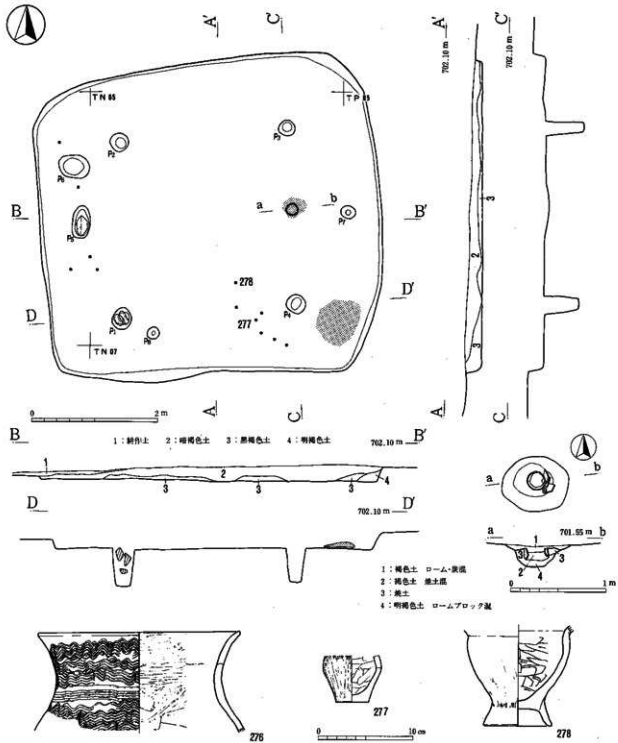 A'
C'
A'
C'
702.10 m
702.10 m
TN 05
TP 05
P2
P3
P6
a
b
B
B'
P5
P7
3
278
2
D
D'
277
P4
P1
P8
TN 07
3
0 2 m
A
C
A
C
B
1：耕作土 2：暗褐色土 3：黒褐色土 4：明褐色土
702.10 m
B'
1
2
3
3
3
4
D
702.10 m
D'
a
b
a
701.55 m
b
1
3
3
2
4
1：褐色土 ローム・炭混
2：褐色土 焼土混
3：焼土
4：明褐色土 ロームブロック混
0 1 m
276
277
278
0 10 cm